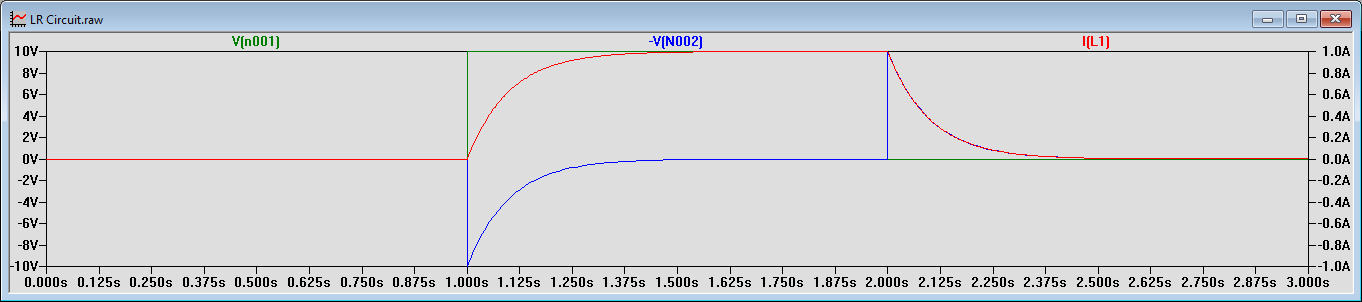 LR Circuit.raw
V(n001) -V(N002) I(L1)
10V 1.0A
8V 0.8A
6V 0.6A
4V 0.4A
2V 0.2A
0V 0.0A
-2V -0.2A
-4V -0.4A
-6V -0.6A
-8V -0.8A
-10V -1.0A
0.000s 0.125s 0.250s 0.375s 0.500s 0.625s 0.750s 0.875s 1.000s 1.125s 1.250s 1.375s 1.500s 1.625s 1.750s 1.875s 2.000s 2.125s 2.250s 2.375s 2.500s 2.625s 2.750s 2.875s 3.000s